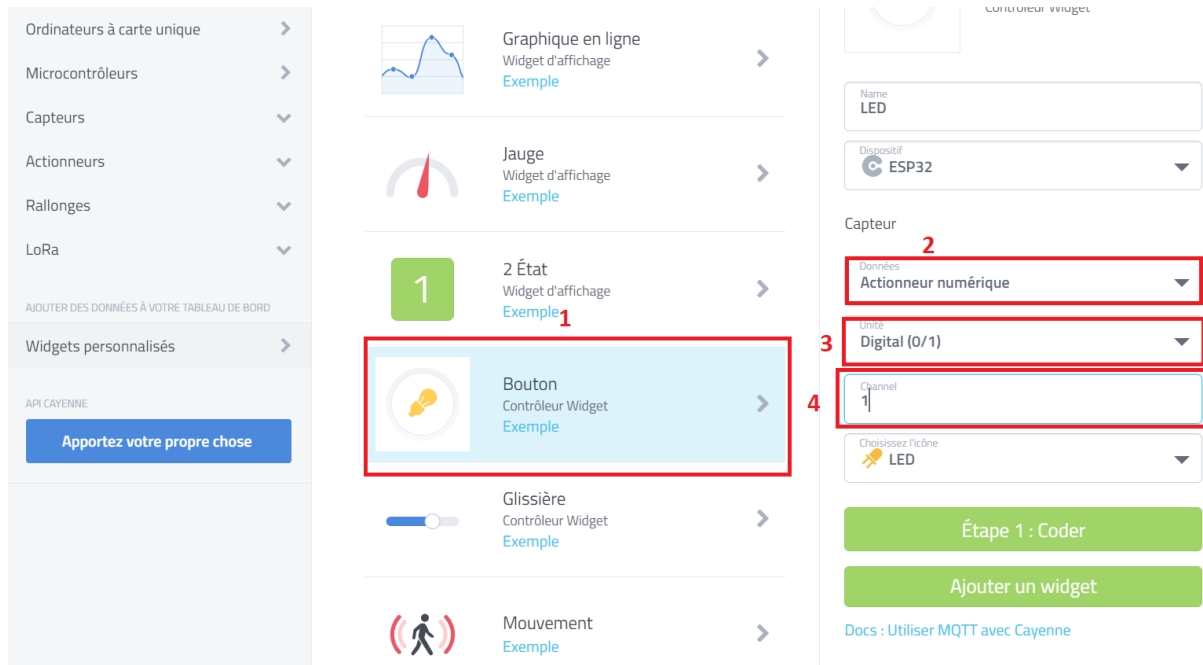 Ordinateurs à carte unique
Microcontrôleurs
Capteurs
Actionneurs
Rallonges
LoRa
AJOUTER DES DONNÉES À VOTRE TABLEAU DE BORD
Widgets personnalisés
API CAYENNE
Apportez votre propre chose
Graphique en ligne
Widget d'affichage
Exemple
Jauge
Widget d'affichage
Exemple
1
2 État
Widget d'affichage
Exemple
1
Bouton
Contrôleur Widget
Exemple
Glissière
Contrôleur Widget
Exemple
Mouvement
Exemple
Contrôleur Widget
Name
LED
Dispositif
ESP32
Capteur
2
Données
Actionneur numérique
3
Unité
Digital (0/1)
4
Channel
1
Choisissez l'icône
LED
Étape 1 : Coder
Ajouter un widget
Docs : Utiliser MQTT avec Cayenne